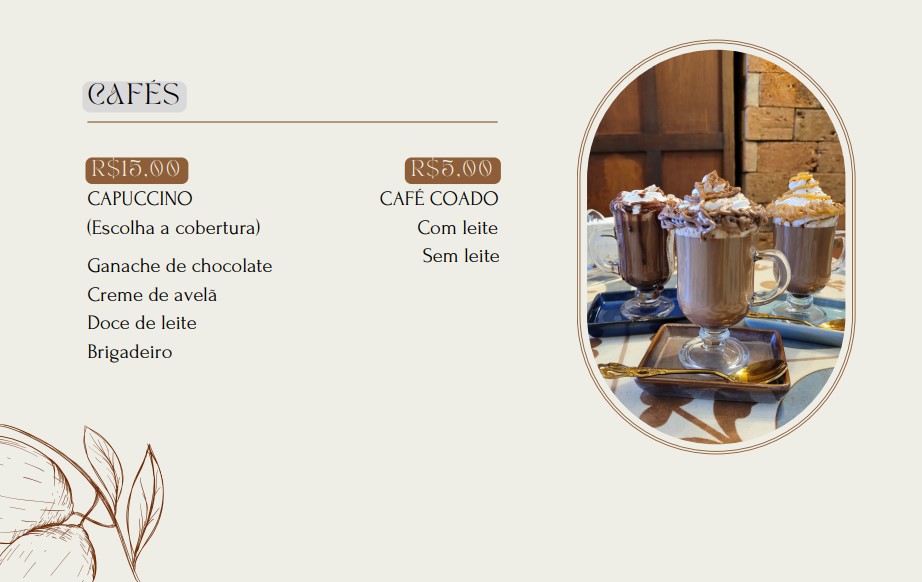 CAFÉS
R$15,00
CAPUCCINO
(Escolha a cobertura)
Ganache de chocolate
Creme de avelã
Doce de leite
Brigadeiro
R$5,00
CAFÉ COADO
Com leite
Sem leite